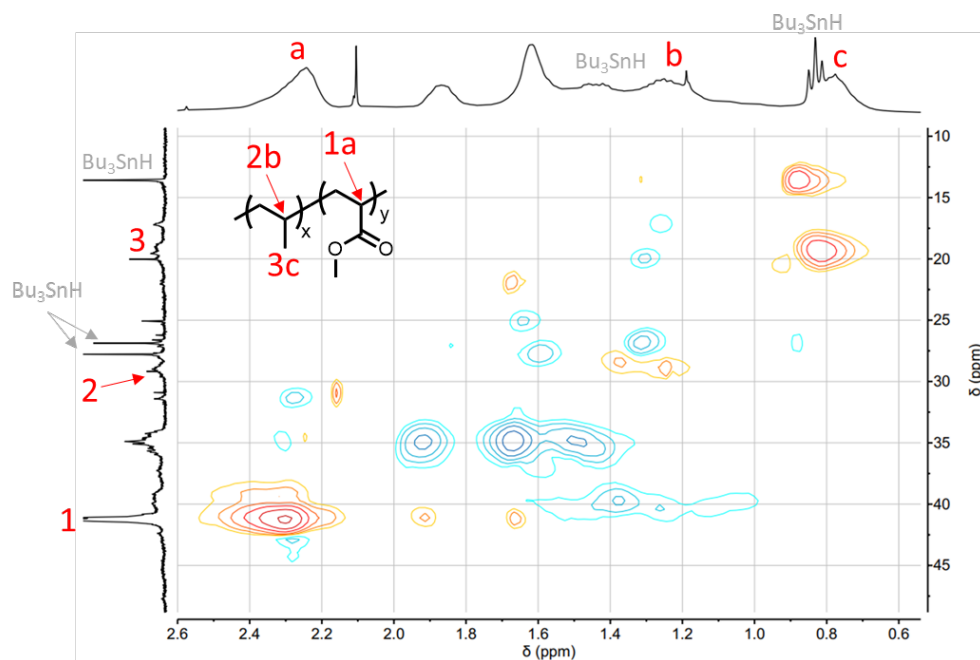 Bu₃SnH
a
Bu₃SnH
b
c
Bu₃SnH
3
Bu₃SnH
2
1
2b
1a
x
y
3c
O
O
10
15
20
25
30
35
40
45
δ (ppm)
2.6 2.4 2.2 2.0 1.8 1.6 1.4 1.2 1.0 0.8 0.6
δ (ppm)